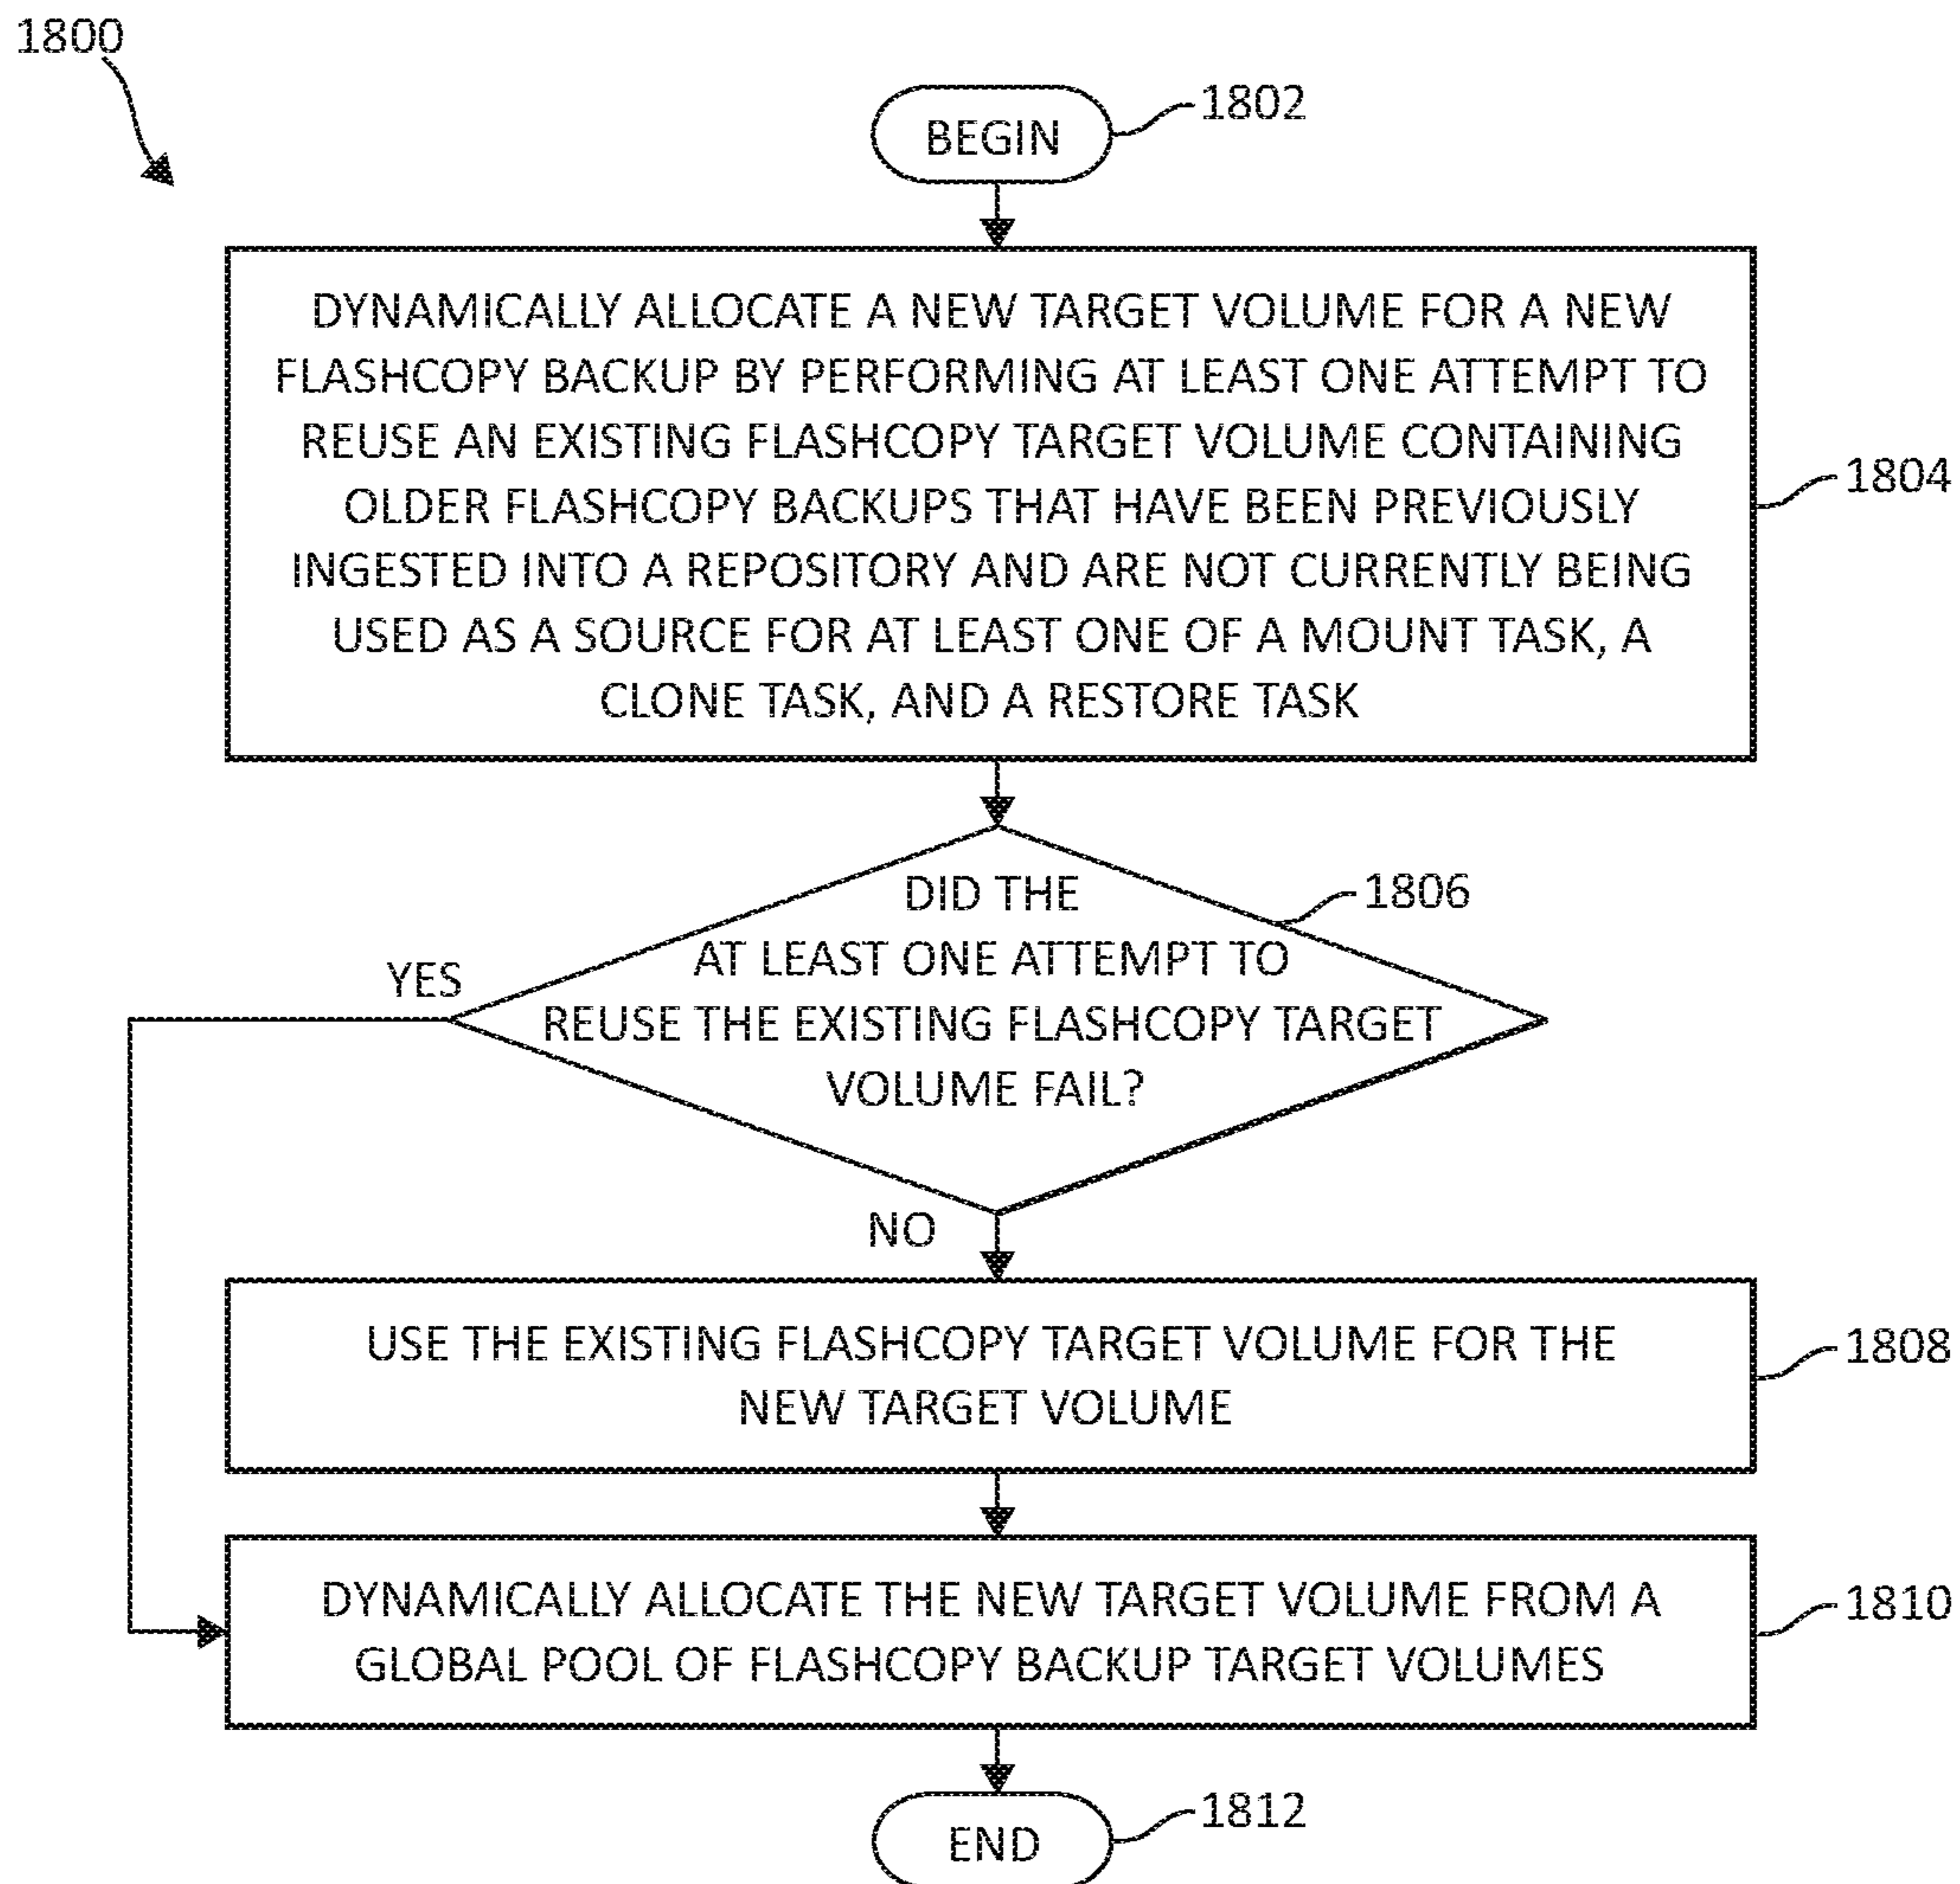 1800
BEGIN
1802
DYNAMICALLY ALLOCATE A NEW TARGET VOLUME FOR A NEW
FLASHCOPY BACKUP BY PERFORMING AT LEAST ONE ATTEMPT TO
REUSE AN EXISTING FLASHCOPY TARGET VOLUME CONTAINING
OLDER FLASHCOPY BACKUPS THAT HAVE BEEN PREVIOUSLY
INGESTED INTO A REPOSITORY AND ARE NOT CURRENTLY BEING
USED AS A SOURCE FOR AT LEAST ONE OF A MOUNT TASK, A
CLONE TASK, AND A RESTORE TASK
1804
DID THE
AT LEAST ONE ATTEMPT TO
REUSE THE EXISTING FLASHCOPY TARGET
VOLUME FAIL?
1806
YES
NO
USE THE EXISTING FLASHCOPY TARGET VOLUME FOR THE
NEW TARGET VOLUME
1808
DYNAMICALLY ALLOCATE THE NEW TARGET VOLUME FROM A
GLOBAL POOL OF FLASHCOPY BACKUP TARGET VOLUMES
1810
END
1812